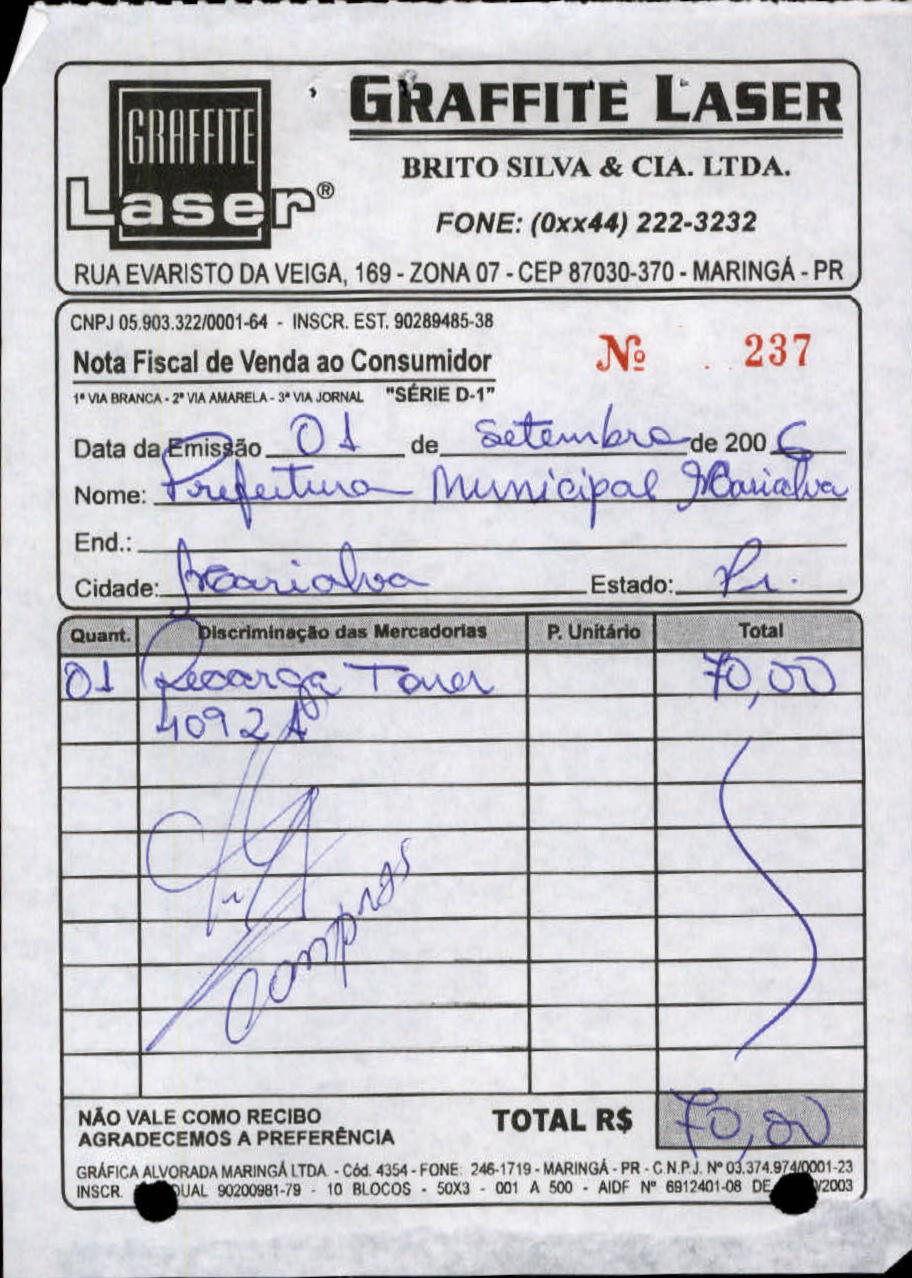 GRAFFITE
Laser®
GRAFFITE LASER
BRITO SILVA & CIA. LTDA.
FONE: (0xx44) 222-3232
RUA EVARISTO DA VEIGA, 169 - ZONA 07 - CEP 87030-370 - MARINGÁ - PR
CNPJ 05.903.322/0001-64 - INSCR. EST. 90289485-38
Nota Fiscal de Venda ao Consumidor
Nº 237
1ª VIA BRANCA - 2ª VIA AMARELA - 3ª VIA JORNAL "SÉRIE D-1"
Data da Emissão 01 de setembro de 2006
Nome: Prefeitura Municipal Marialva
End.:
Cidade: Marialva Estado: Pr.
Quant. Discriminação das Mercadorias P. Unitário Total
01 Recarga Toner 70,00
4092A
Compras
NÃO VALE COMO RECIBO
AGRADECEMOS A PREFERÊNCIA
TOTAL R$ 70,00
GRÁFICA ALVORADA MARINGÁ LTDA. - Cód. 4354 - FONE: 246-1719 - MARINGÁ - PR - C.N.P.J. Nº 03.374.974/0001-23
INSCR. DUAL 90200981-79 - 10 BLOCOS - 50X3 - 001 A 500 - AIDF Nº 6912401-08 DE /2003